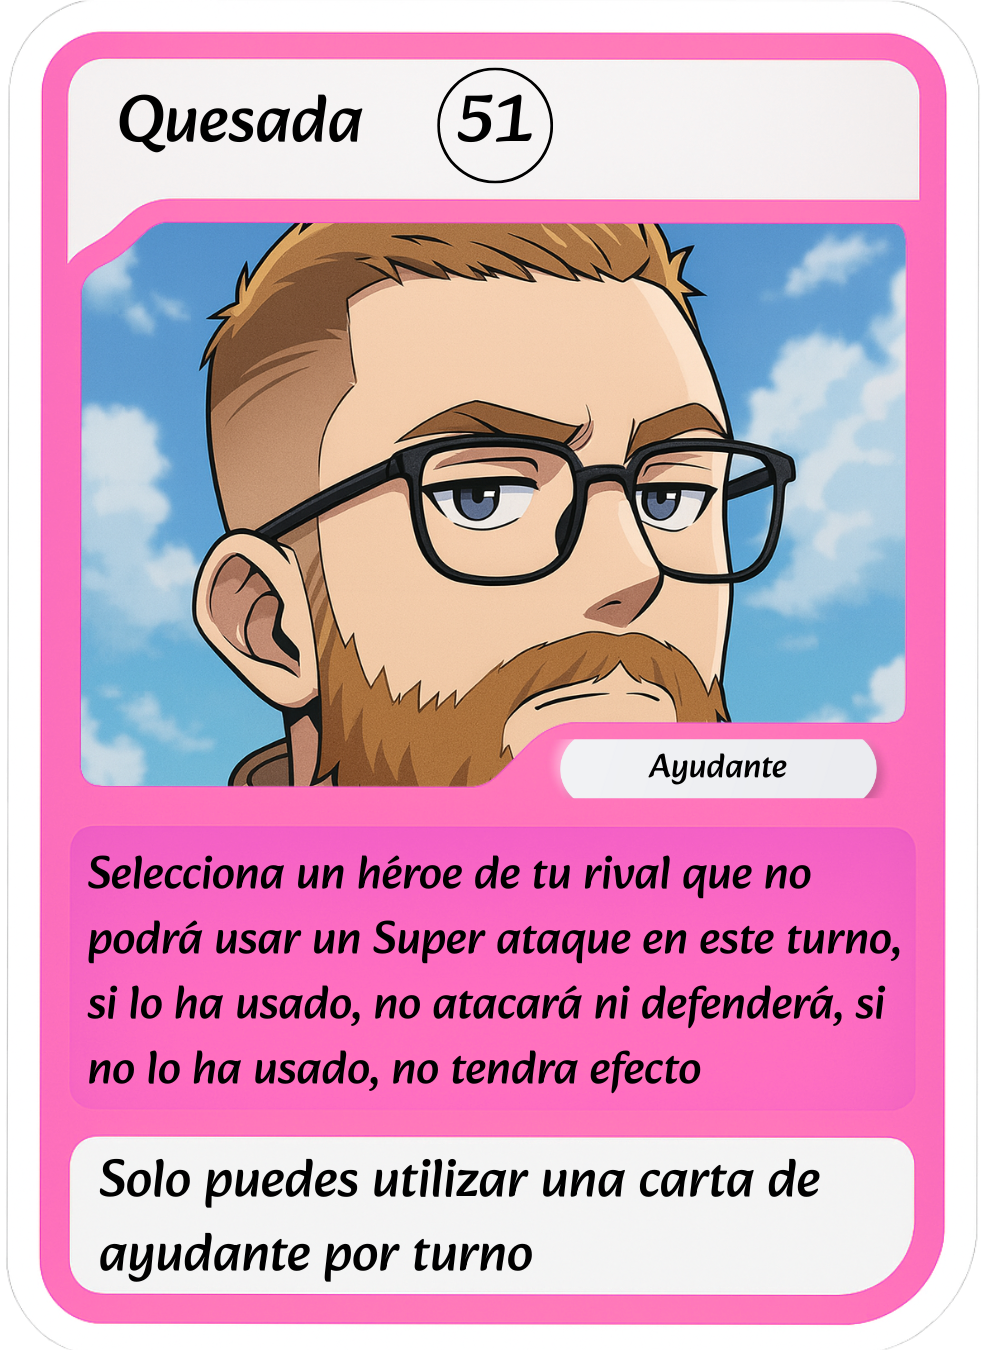 Quesada 51
Ayudante
Selecciona un héroe de tu rival que no
podrá usar un Super ataque en este turno,
si lo ha usado, no atacará ni defenderá, si
no lo ha usado, no tendra efecto
Solo puedes utilizar una carta de
ayudante por turno